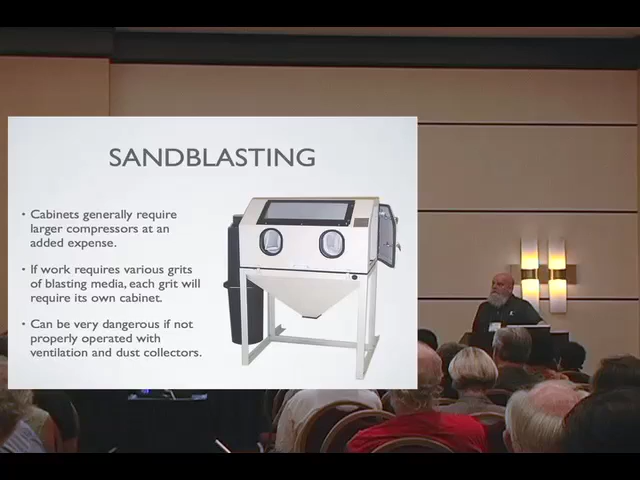 SANDBLASTING
• Cabinets generally require
larger compressors at an
added expense.
• If work requires various grits
of blasting media, each grit will
require its own cabinet.
• Can be very dangerous if not
properly operated with
ventilation and dust collectors.